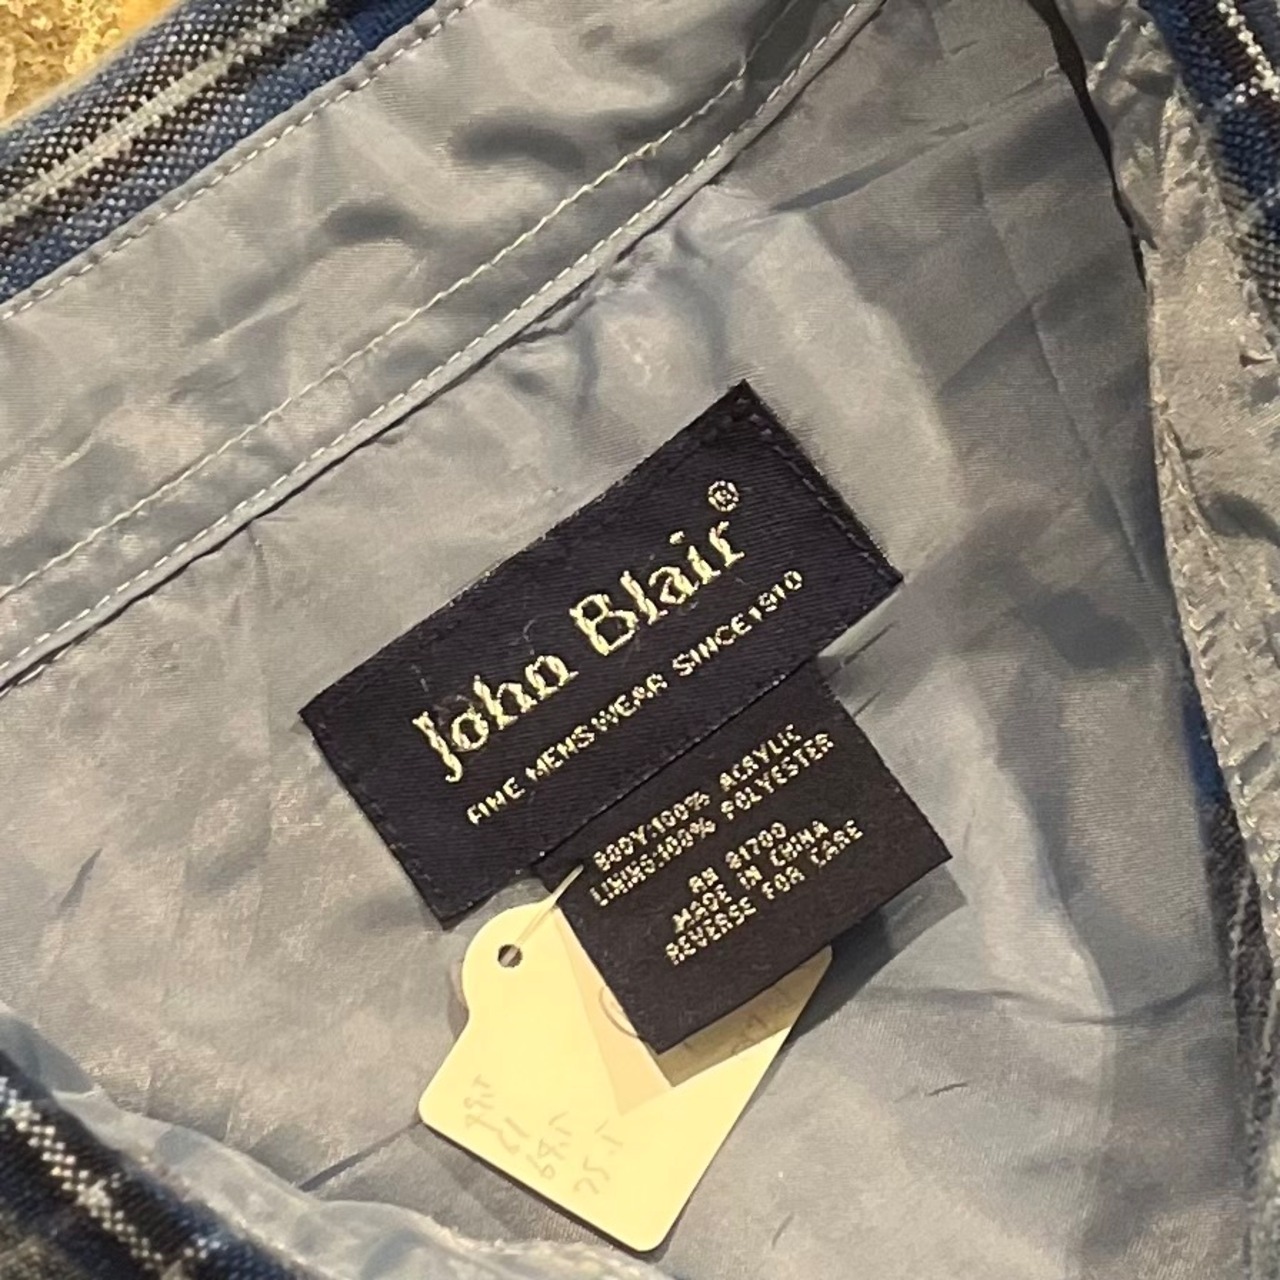 John Blair®
FINE MENSWEAR SINCE 1910
BODY:100% ACRYLIC
LINING:100% POLYESTER
RN 81700
MADE IN CHINA
REVERSE FOR CARE